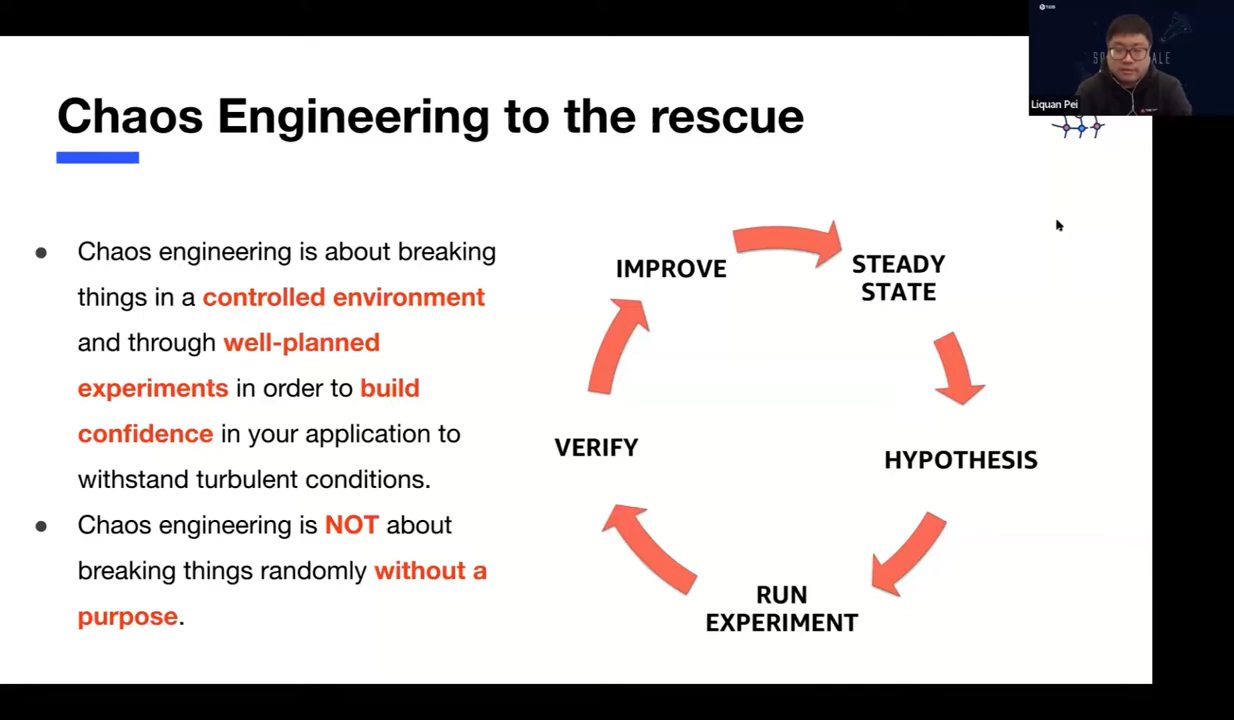 Chaos Engineering to the rescue
Liquan Pei
Chaos engineering is about breaking
things in a controlled environment
and through well-planned
experiments in order to build
confidence in your application to
withstand turbulent conditions.
Chaos engineering is NOT about
breaking things randomly without a
purpose.
IMPROVE
STEADY
STATE
HYPOTHESIS
RUN
EXPERIMENT
VERIFY